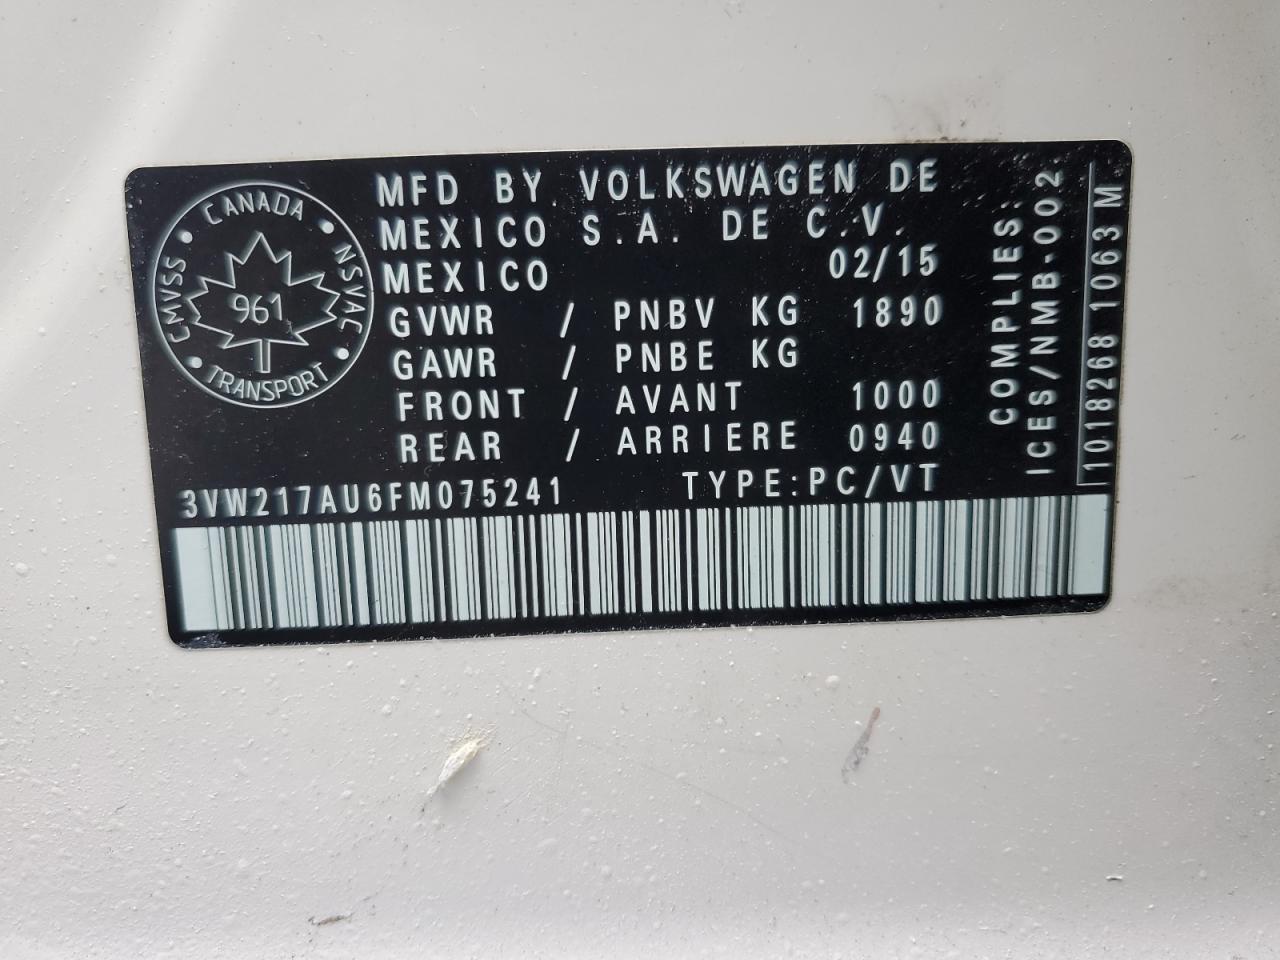 CANADA
CMVSS
NSVAC
961
TRANSPORT
MFD BY VOLKSWAGEN DE
MEXICO S.A. DE C.V.
MEXICO 02/15
GVWR / PNBV KG 1890
GAWR / PNBE KG
FRONT / AVANT 1000
REAR / ARRIERE 0940
3VW217AU6FM075241 TYPE:PC/VT
COMPLIES:
ICES/NMB-002.
1018268 1063 M